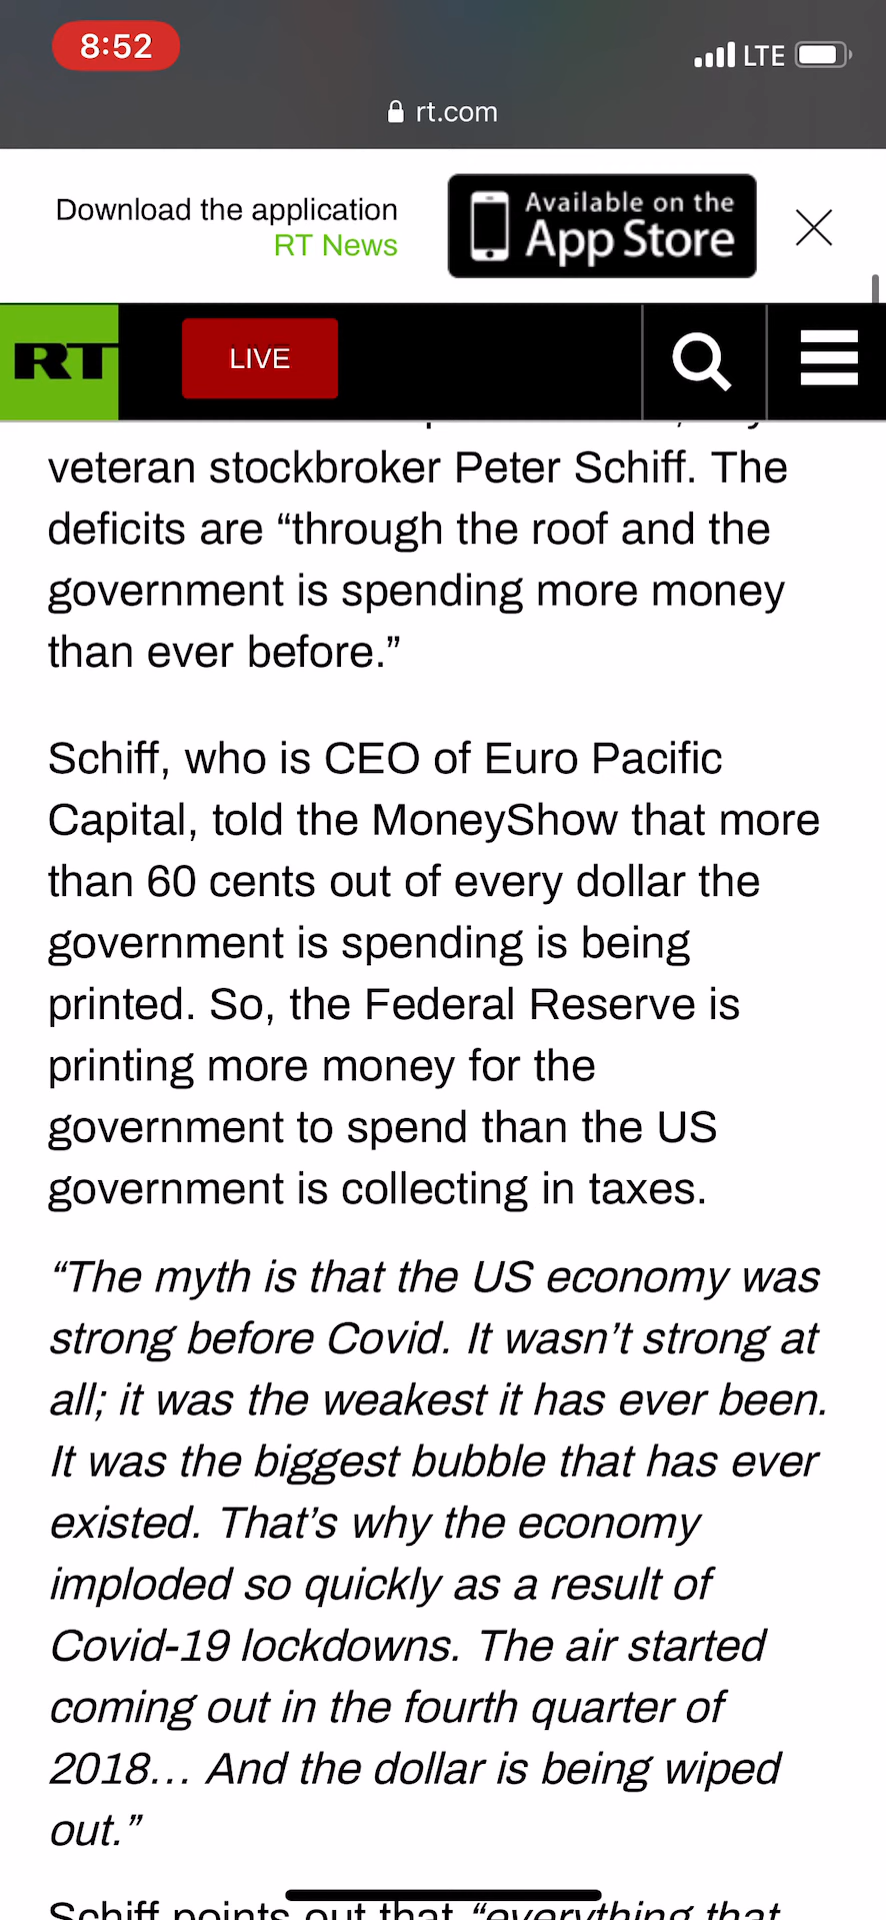 8:52
LTE
rt.com
Download the application
RT News
Available on the
App Store
RT
LIVE
veteran stockbroker Peter Schiff. The
deficits are “through the roof and the
government is spending more money
than ever before.”
Schiff, who is CEO of Euro Pacific
Capital, told the MoneyShow that more
than 60 cents out of every dollar the
government is spending is being
printed. So, the Federal Reserve is
printing more money for the
government to spend than the US
government is collecting in taxes.
“The myth is that the US economy was
strong before Covid. It wasn’t strong at
all; it was the weakest it has ever been.
It was the biggest bubble that has ever
existed. That’s why the economy
imploded so quickly as a result of
Covid-19 lockdowns. The air started
coming out in the fourth quarter of
2018... And the dollar is being wiped
out.”
Schiff points out that “everything that